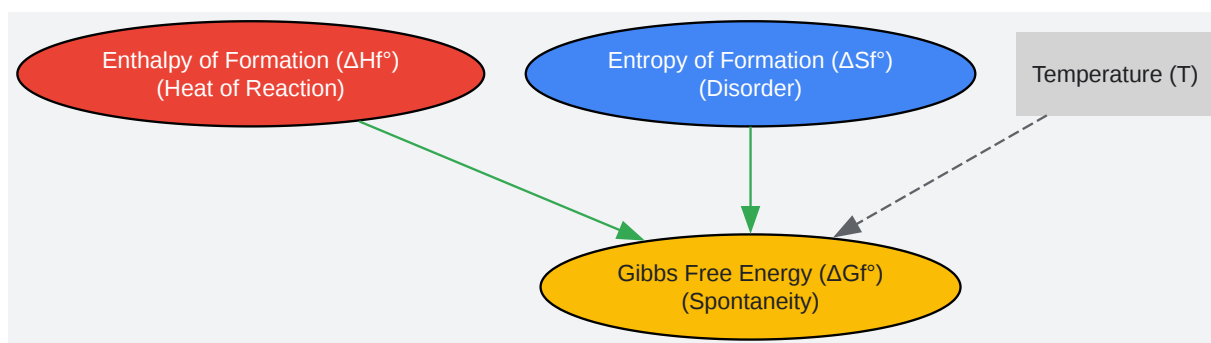 Enthalpy of Formation (ΔHf°)
(Heat of Reaction)
Entropy of Formation (ΔSf°)
(Disorder)
Temperature (T)
Gibbs Free Energy (ΔGf°)
(Spontaneity)